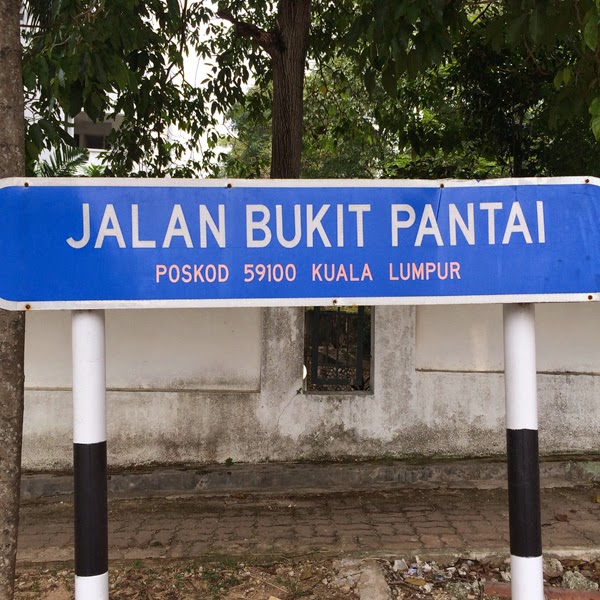 JALAN BUKIT PANTAI
POSKOD 59100 KUALA LUMPUR